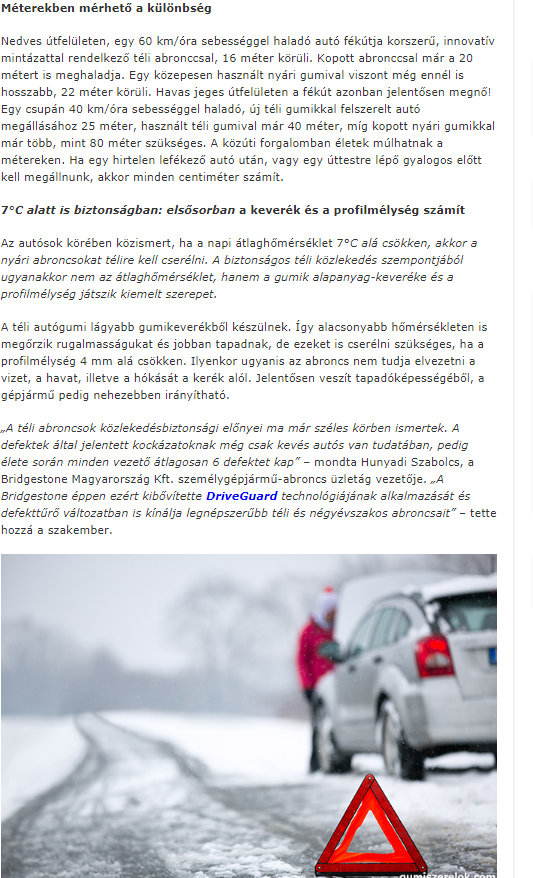 Méterekben mérhető a különbség
Nedves útfelületen, egy 60 km/óra sebességgel haladó autó fékútja korszerű, innovatív
mintázattal rendelkező téli abronccsal, 16 méter körüli. Kopott abronccsal már a 20
métert is meghaladja. Egy közepesen használt nyári gumival viszont még ennél is
hosszabb, 22 méter körüli. Havas jeges útfelületen a fékút azonban jelentősen megnő!
Egy csupán 40 km/óra sebességgel haladó, új téli gumikkal felszerelt autó
megállásához 25 méter, használt téli gumival már 40 méter, míg kopott nyári gumikkal
már több, mint 80 méter szükséges. A közúti forgalomban életek múlhatnak a
métereken. Ha egy hirtelen lefékező autó után, vagy egy úttestre lépő gyalogos előtt
kell megállnunk, akkor minden centiméter számít.
7°C alatt is biztonságban: elsősorban a keverék és a profilmélység számít
Az autósok körében közismert, ha a napi átlaghőmérséklet 7°C alá csökken, akkor a
nyári abroncsokat télire kell cserélni. A biztonságos téli közlekedés szempontjából
ugyanakkor nem az átlaghőmérséklet, hanem a gumik alapanyag-keveréke és a
profilmélység játszik kiemelt szerepet.
A téli autógumi lágyabb gumikeverékből készülnek. Így alacsonyabb hőmérsékleten is
megőrzik rugalmasságukat és jobban tapadnak, de ezeket is cserélni szükséges, ha a
profilmélység 4 mm alá csökken. Ilyenkor ugyanis az abroncs nem tudja elvezetni a
vizet, a havat, illetve a hókását a kerék alól. Jelentősen veszít tapadóképességéből, a
gépjármű pedig nehezebben irányítható.
„A téli abroncsok közlekedésbiztonsági előnyei ma már széles körben ismertek. A
defektek által jelentett kockázatoknak még csak kevés autós van tudatában, pedig
élete során minden vezető átlagosan 6 defektet kap” – mondta Hunyadi Szabolcs, a
Bridgestone Magyarország Kft. személygépjármű-abroncs üzletág vezetője. „A
Bridgestone éppen ezért kibővítette DriveGuard technológiájának alkalmazását és
defekttűrő változatban is kínálja legnépszerűbb téli és négyévszakos abroncsait” – tette
hozzá a szakember.
gumiszerelok.com